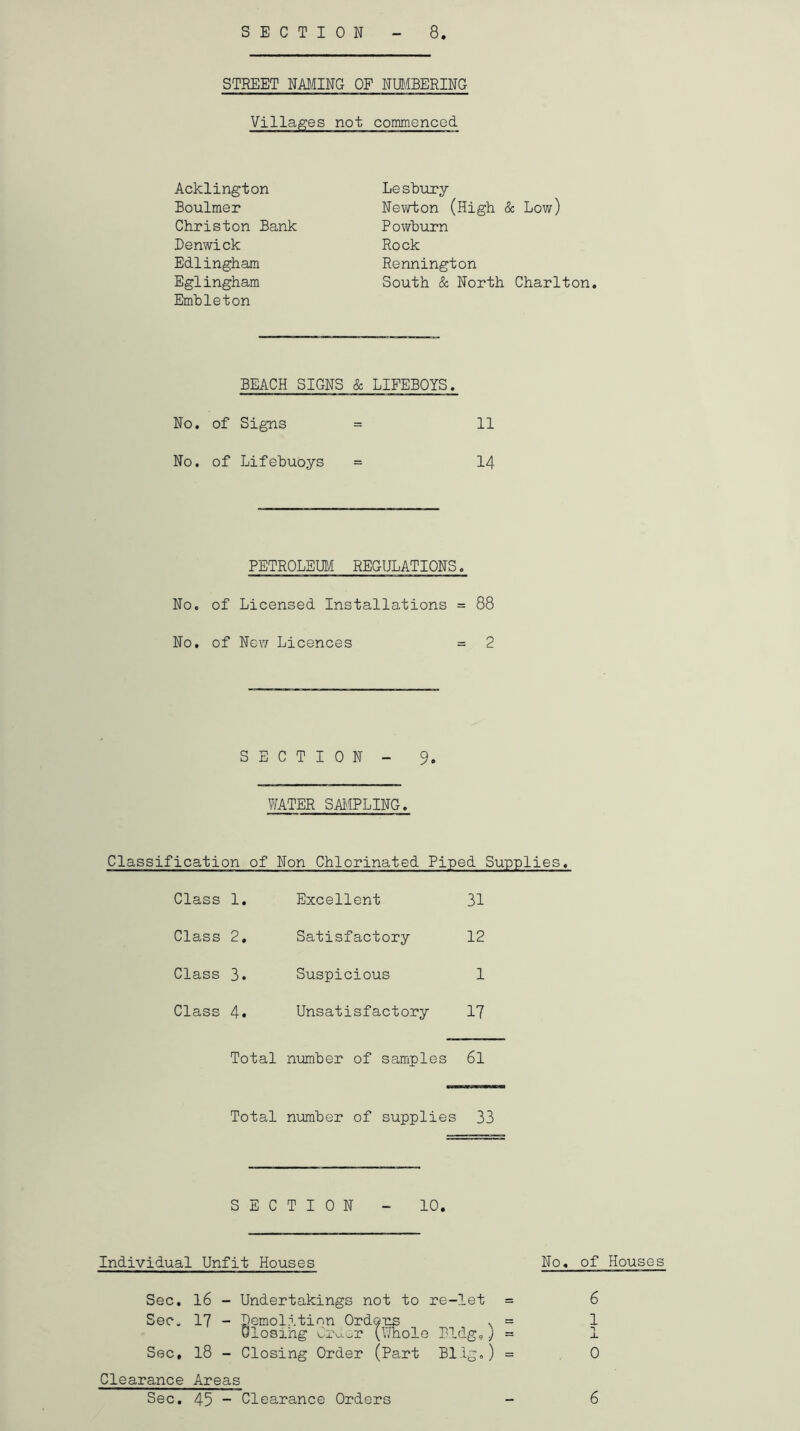 SECTION - 8.
STREET NAMING OF NUMBERING
Villages not commenced
Acklington Lesbury
Boulmer Newton (High & Low)
Christon Bank Powburn
Denwick Rock
Edlingham Rennington
Eglingham South & North Charlton.
Embleton
BEACH SIGNS & LIFEBOYS.
No. of Signs = 11
No. of Lifebuoys = 14
PETROLEUM REGULATIONS.
No. of Licensed Installations = 88
No. of New Licences = 2
SECTION - 9.
WATER SAMPLING.
Classification of Non Chlorinated Piped Supplies.
Class 1. Excellent 31
Class 2. Satisfactory 12
Class 3. Suspicious 1
Class 4. Unsatisfactory 17
Total number of samples 61
Total number of supplies 33
SECTION - 10.
Individual Unfit Houses No. of Houses
Sec. 16 - Undertakings not to re-let = 6
Sec. 17 - Demolition Orders = 1
Closing Order (Whole Bldg.) = 1
Sec. 18 - Closing Order (Part Bldg.) = 0
Clearance Areas
Sec. 45 - Clearance Orders - 6